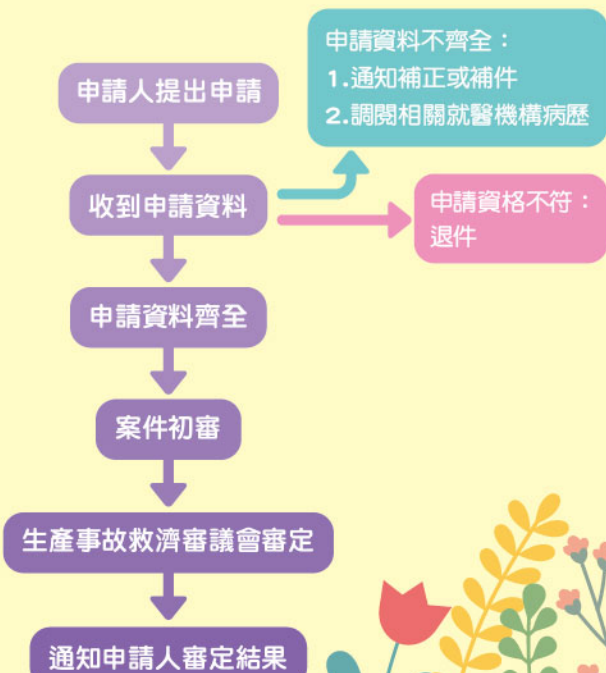 申請人提出申請
申請資料不齊全：
1.通知補正或補件
2.調閱相關就醫機構病歷
收到申請資料
申請資格不符：
退件
申請資料齊全
案件初審
生產事故救濟審議會審定
通知申請人審定結果